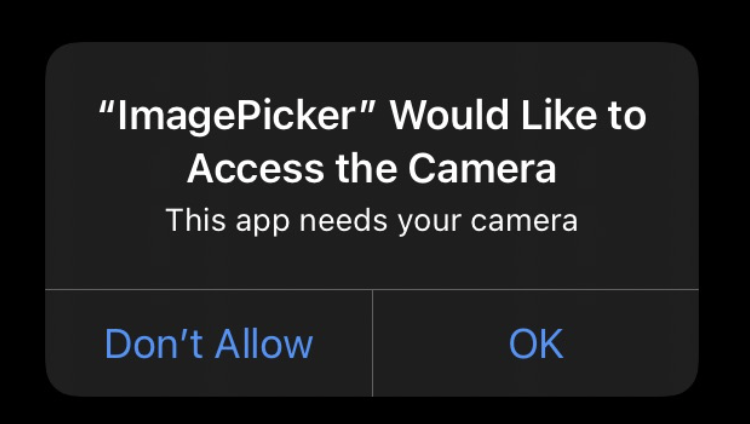 “ImagePicker” Would Like to
Access the Camera
This app needs your camera
Don’t Allow
OK